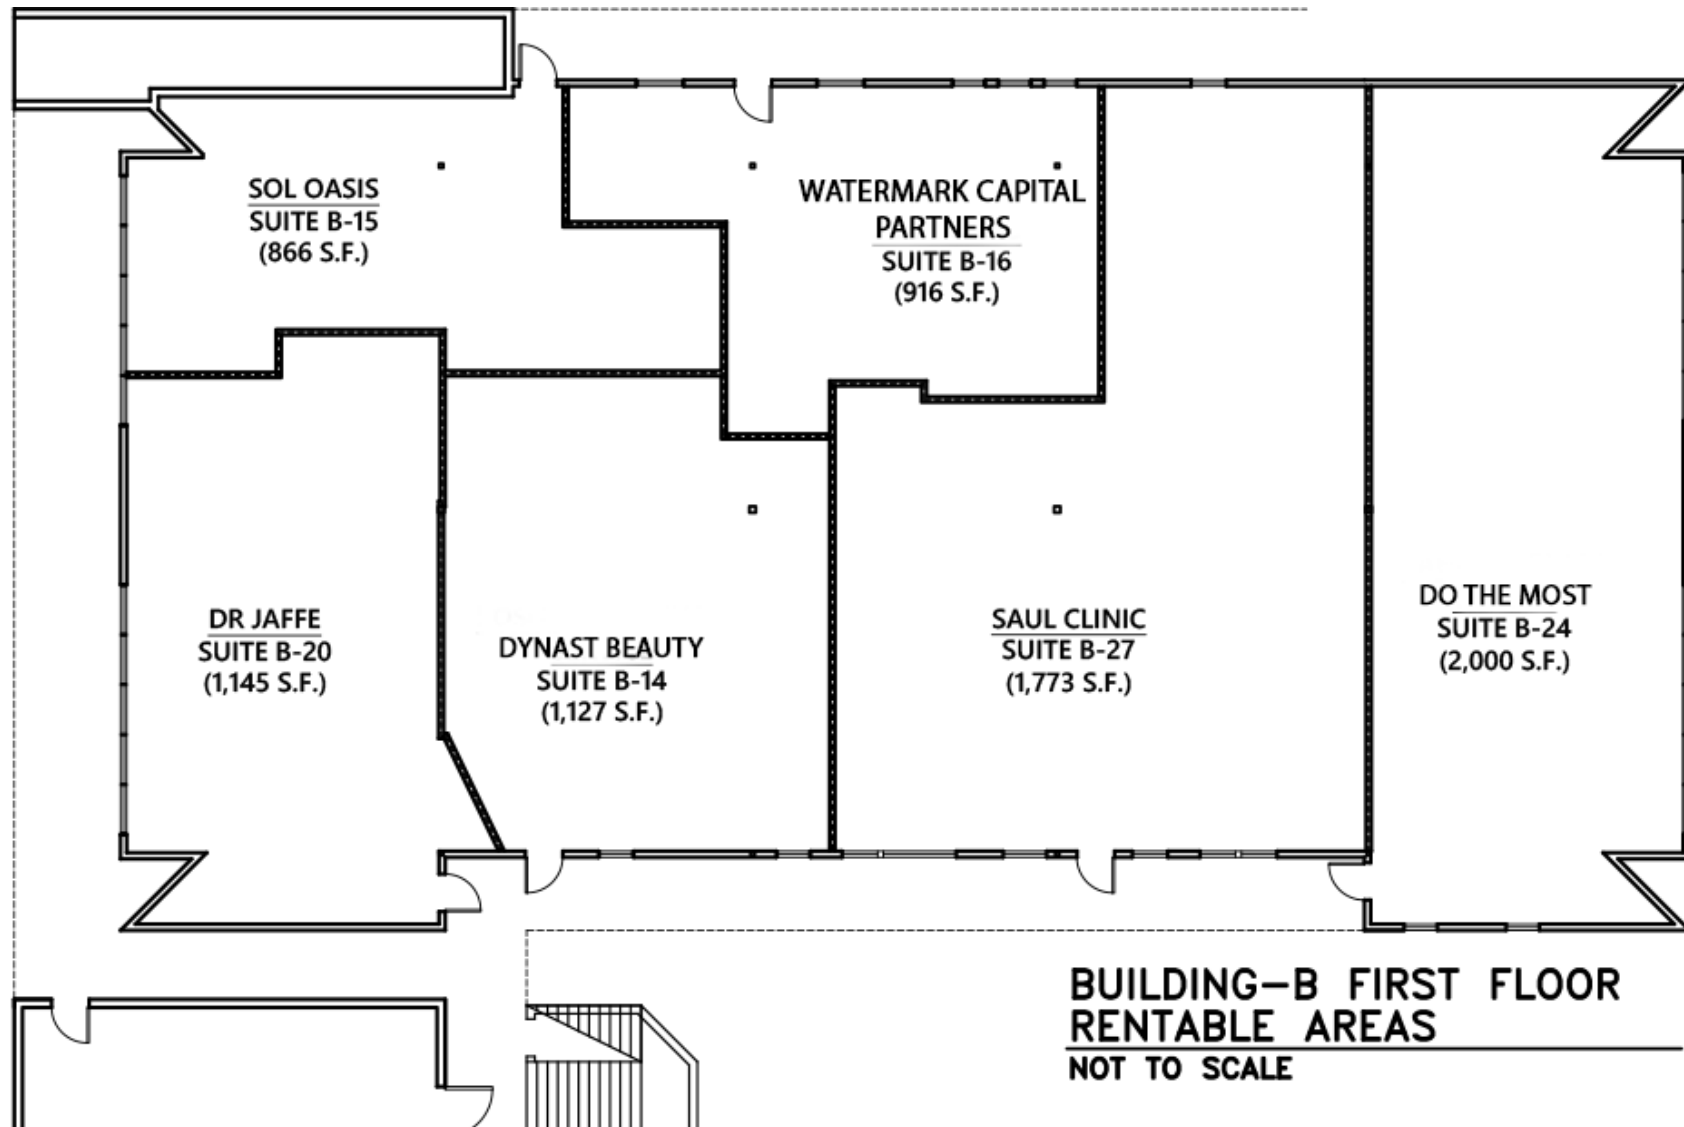 SOL OASIS
SUITE B-15
(866 S.F.)
WATERMARK CAPITAL
PARTNERS
SUITE B-16
(916 S.F.)
DR JAFFE
SUITE B-20
(1,145 S.F.)
DYNAST BEAUTY
SUITE B-14
(1,127 S.F.)
SAUL CLINIC
SUITE B-27
(1,773 S.F.)
DO THE MOST
SUITE B-24
(2,000 S.F.)
BUILDING-B FIRST FLOOR
RENTABLE AREAS
NOT TO SCALE